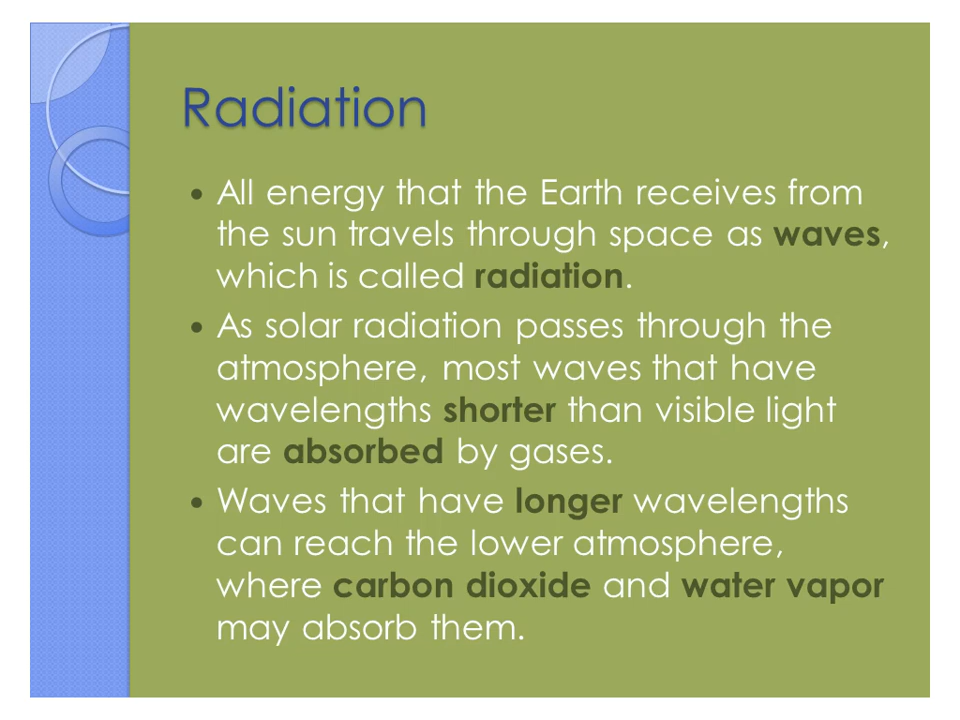 Radiation
• All energy that the Earth receives from
the sun travels through space as waves,
which is called radiation.
• As solar radiation passes through the
atmosphere, most waves that have
wavelengths shorter than visible light
are absorbed by gases.
• Waves that have longer wavelengths
can reach the lower atmosphere,
where carbon dioxide and water vapor
may absorb them.